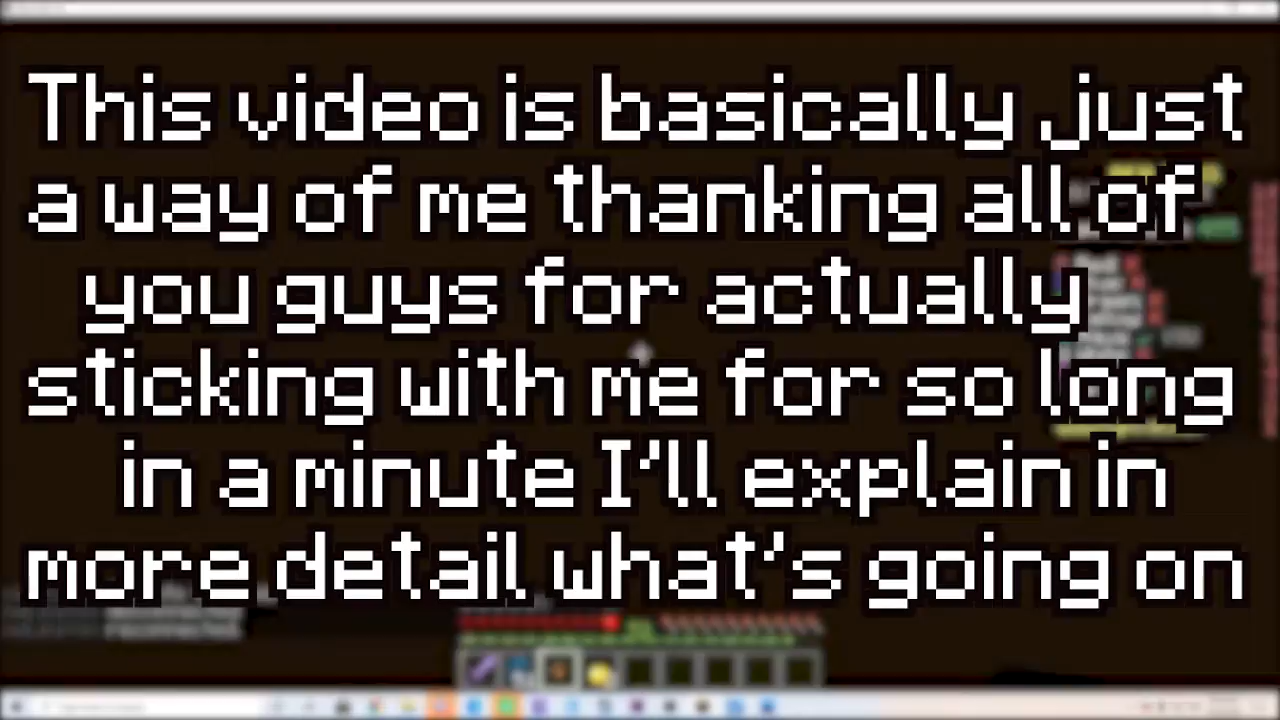 This video is basically just
a way of me thanking all of
you guys for actually
sticking with me for so long
in a minute I'll explain in
more detail what's going on